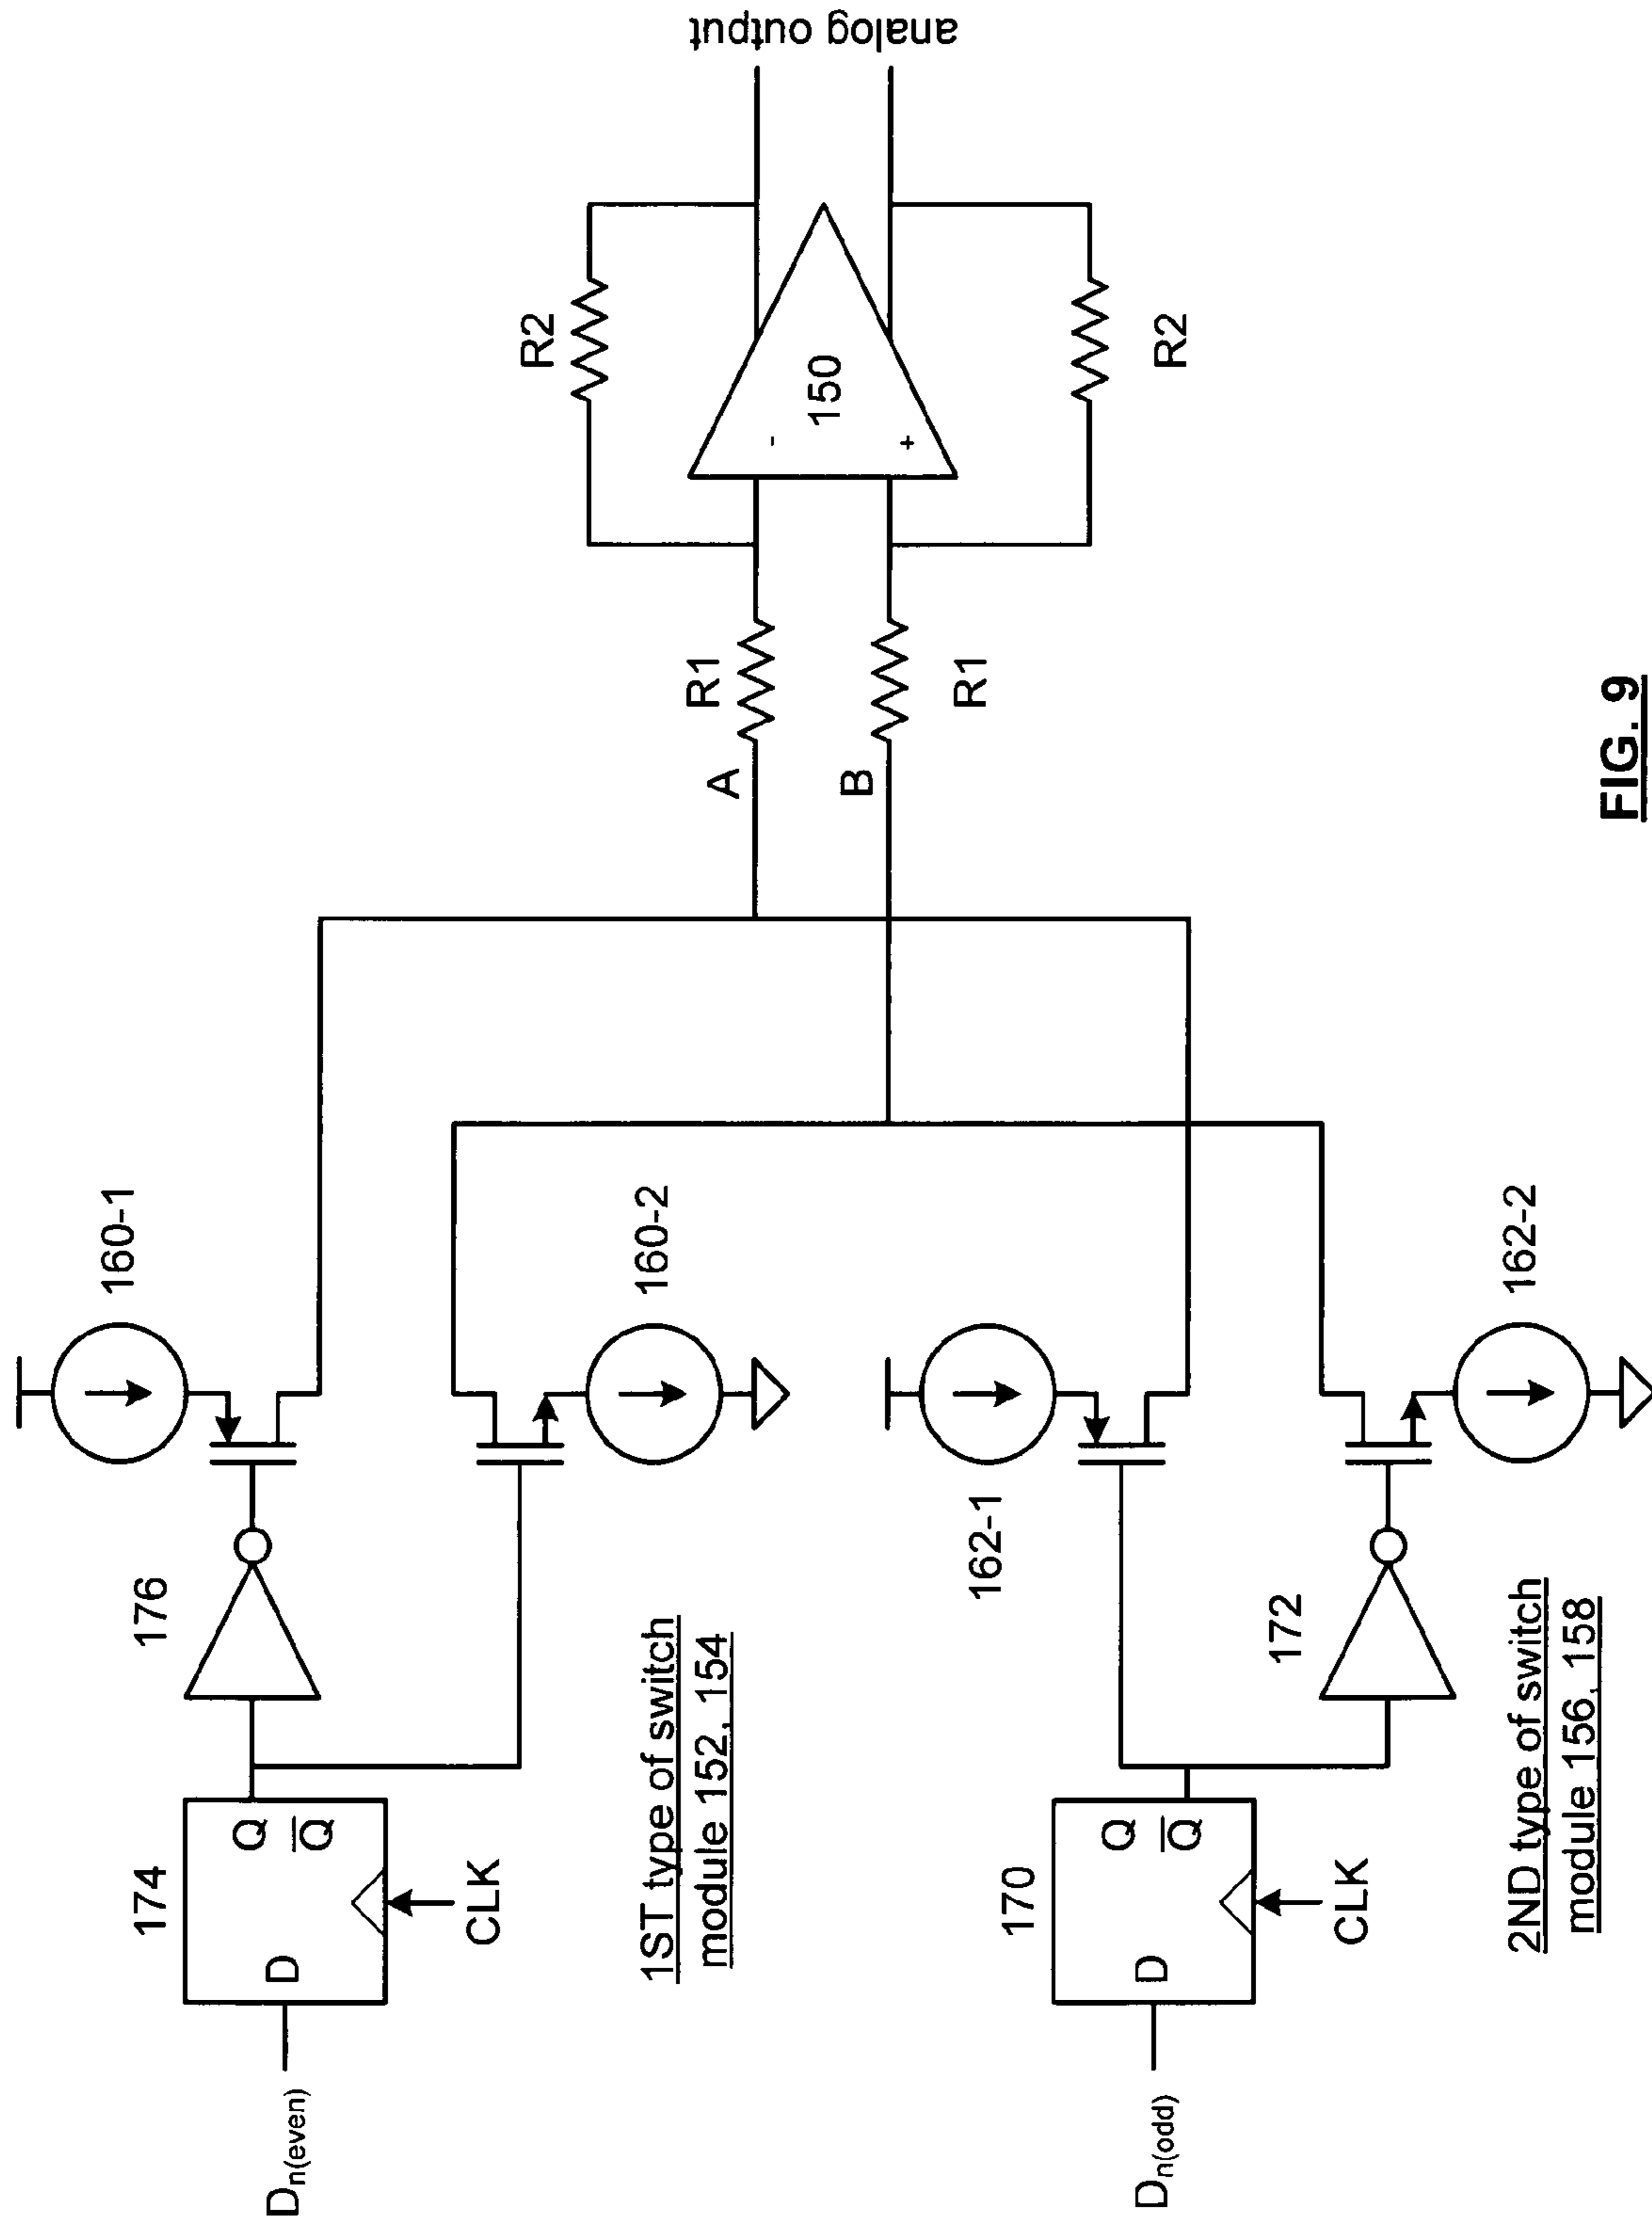 160-1
176
174
Q
Q
D
CLK
D n(even)
160-2
1ST type of switch
module 152, 154
162-1
170
Q
Q
D
CLK
D n(odd)
172
162-2
2ND type of switch
module 156, 158
A
R1
B
R1
R2
-
150
+
R2
analog output
FIG. 9